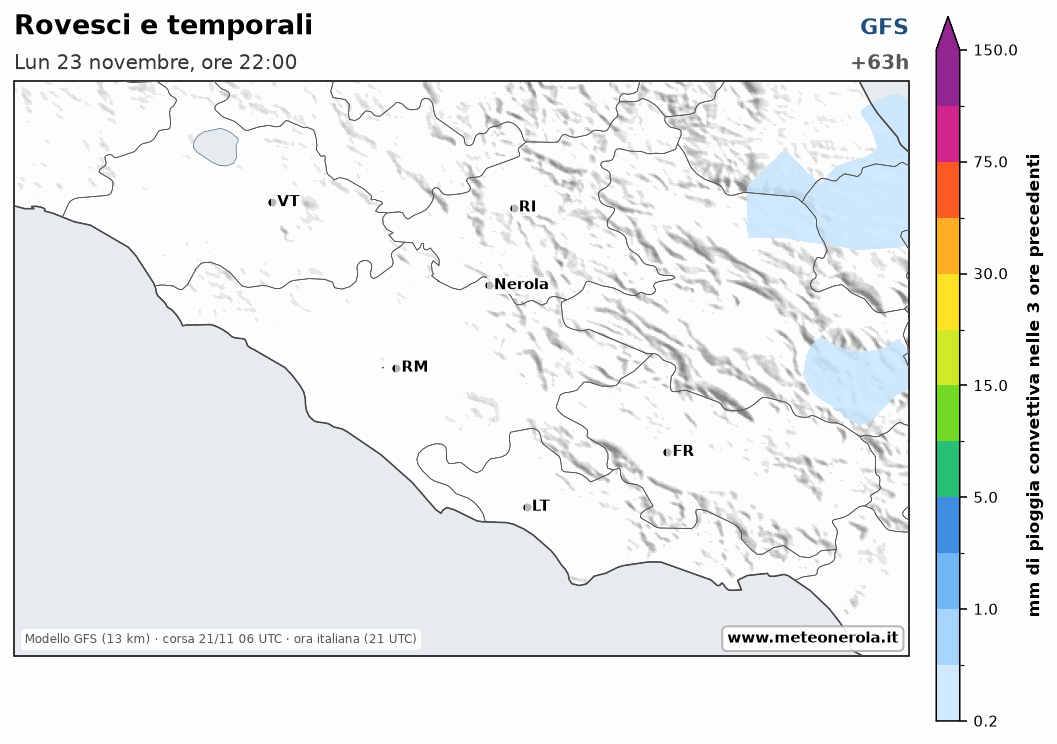 Rovesci e temporali
GFS
Lun 23 novembre, ore 22:00
+63h
VT
RI
Nerola
RM
FR
LT
Modello GFS (13 km) · corsa 21/11 06 UTC · ora italiana (21 UTC)
www.meteonerola.it
150.0
75.0
30.0
15.0
5.0
1.0
0.2
mm di pioggia convettiva nelle 3 ore precedenti